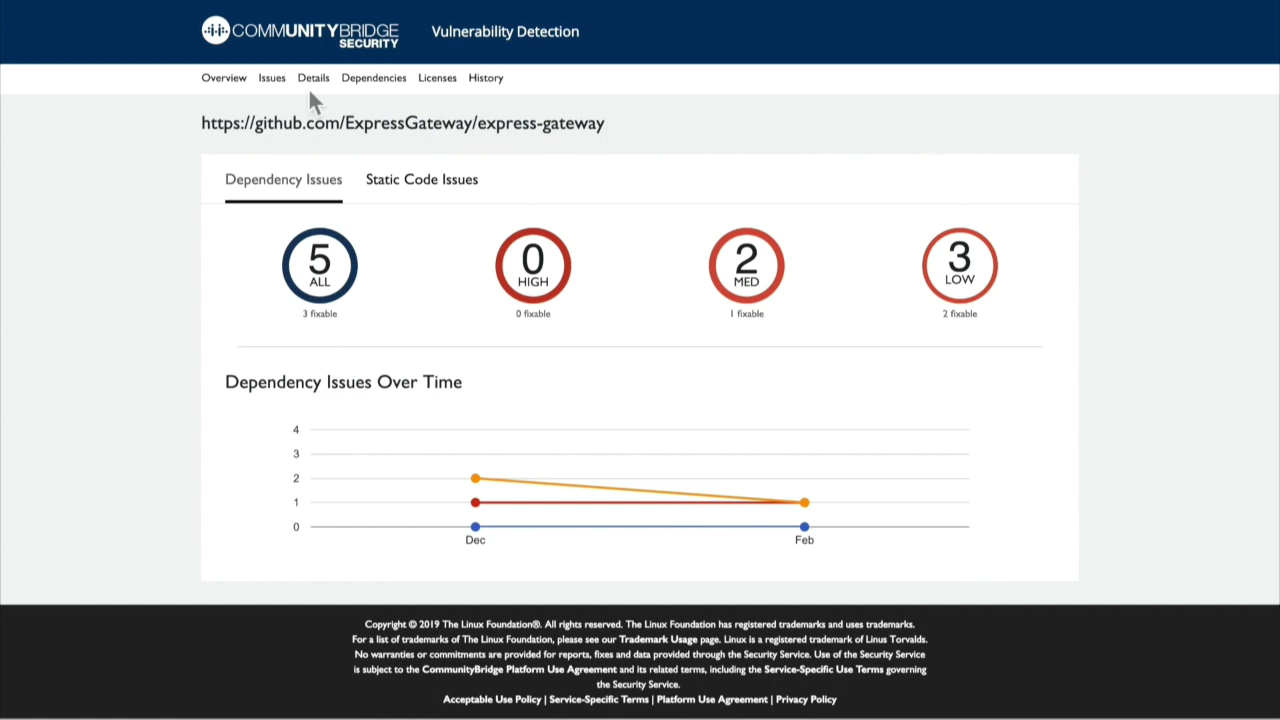 COMMUNITYBRIDGE
SECURITY
Vulnerability Detection
Overview Issues Details Dependencies Licenses History
https://github.com/ExpressGateway/express-gateway
Dependency Issues Static Code Issues
5 0 2 3
ALL HIGH MED LOW
3 fixable 0 fixable 1 fixable 2 fixable
Dependency Issues Over Time
4
3
2
1
0
Dec Feb
Copyright © 2019 The Linux Foundation®. All rights reserved. The Linux Foundation has registered trademarks and uses trademarks.
For a list of trademarks of The Linux Foundation, please see our Trademark Usage page. Linux is a registered trademark of Linus Torvalds.
No warranties or commitments are provided for reports, fixes and data provided through the Security Service. Use of the Security Service
is subject to the CommunityBridge Platform Use Agreement and its related terms, including the Service-Specific Use Terms governing
the Security Service.
Acceptable Use Policy | Service-Specific Terms | Platform Use Agreement | Privacy Policy